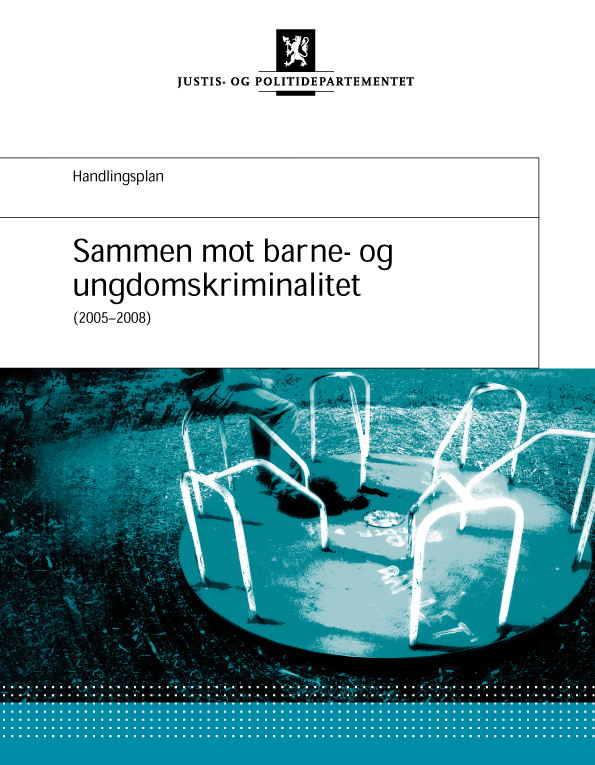 JUSTIS- OG POLITIDEPARTEMENTET
Handlingsplan
Sammen mot barne- og
ungdomskriminalitet
(2005–2008)